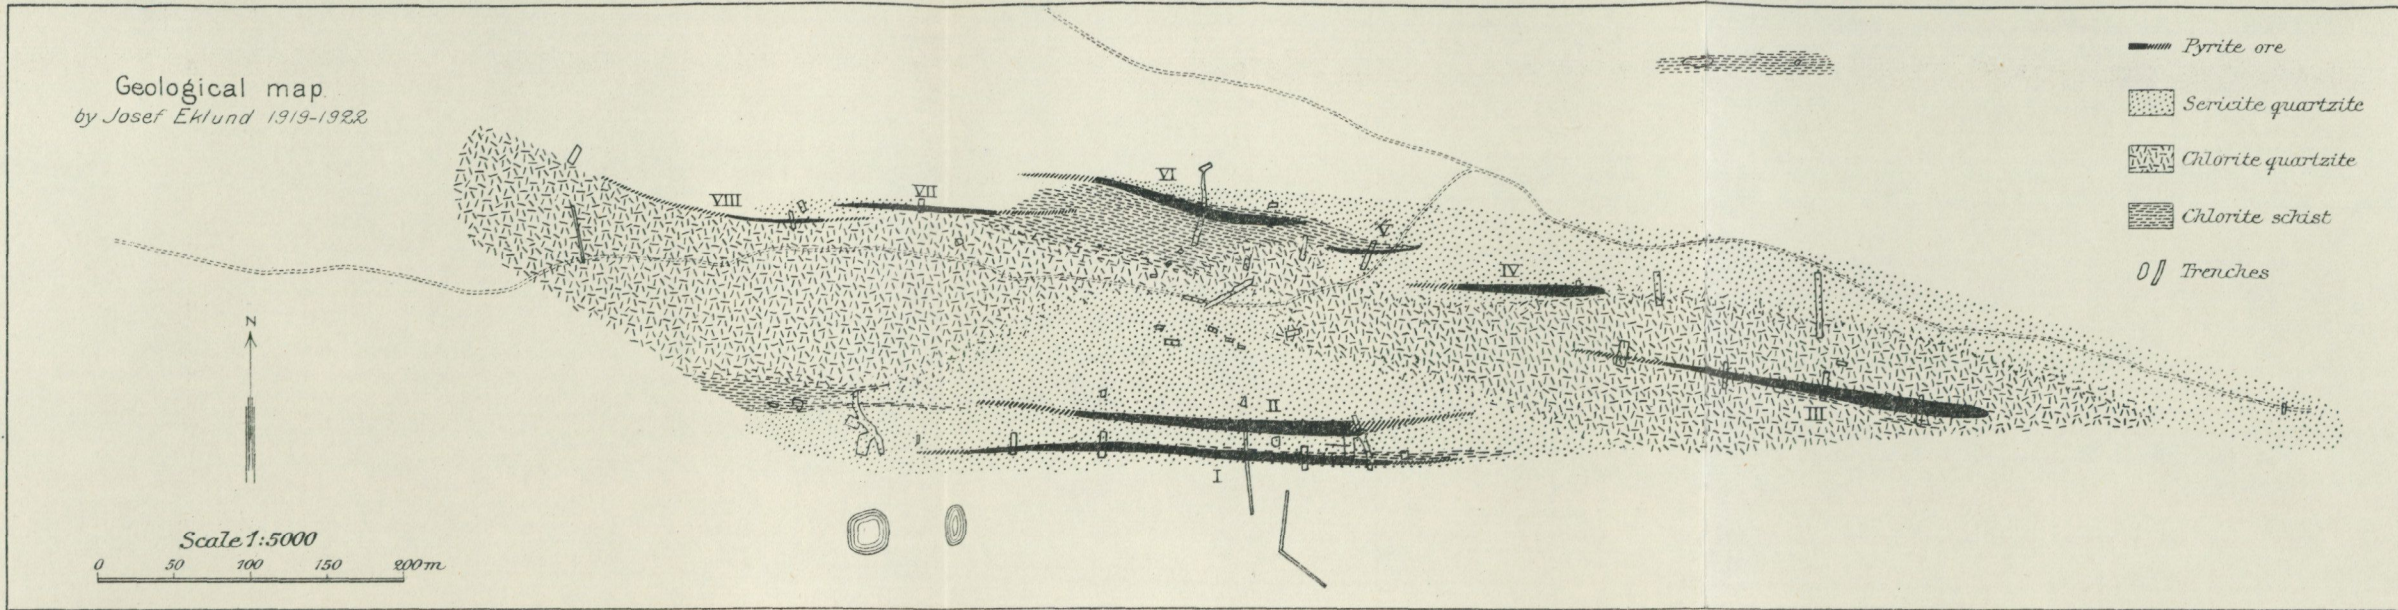 Geological map
by Josef Eklund 1919-1922
Pyrite ore
Sericite quartzite
Chlorite quartzite
Chlorite schist
Trenches
VIII
VII
VI
V
IV
III
II
I
N
Scale 1:5000
0 50 100 150 200 m